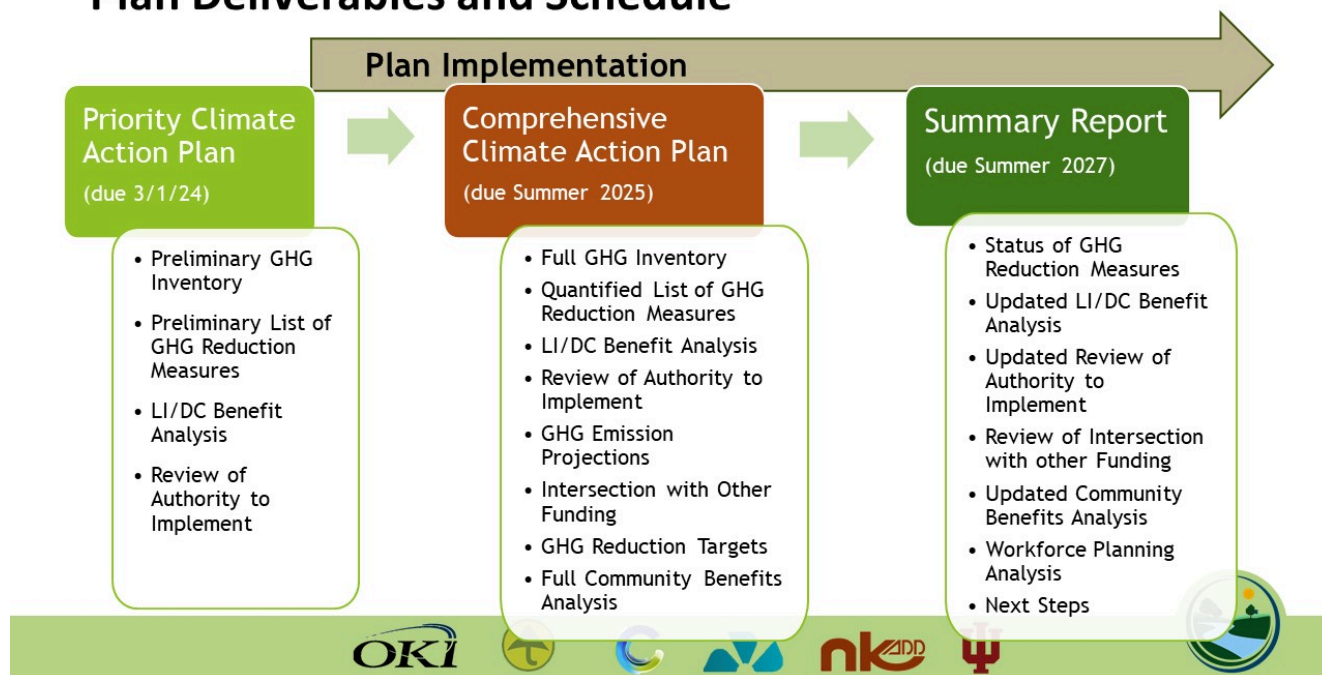 Plan Deliverables and Schedule
Plan Implementation
Priority Climate
Action Plan
(due 3/1/24)
• Preliminary GHG
Inventory
• Preliminary List of
GHG Reduction
Measures
• LI/DC Benefit
Analysis
• Review of
Authority to
Implement
Comprehensive
Climate Action Plan
(due Summer 2025)
• Full GHG Inventory
• Quantified List of GHG
Reduction Measures
• LI/DC Benefit Analysis
• Review of Authority to
Implement
• GHG Emission
Projections
• Intersection with Other
Funding
• GHG Reduction Targets
• Full Community Benefits
Analysis
Summary Report
(due Summer 2027)
• Status of GHG
Reduction Measures
• Updated LI/DC Benefit
Analysis
• Updated Review of
Authority to
Implement
• Review of Intersection
with other Funding
• Updated Community
Benefits Analysis
• Workforce Planning
Analysis
• Next Steps
OKI
nkADD